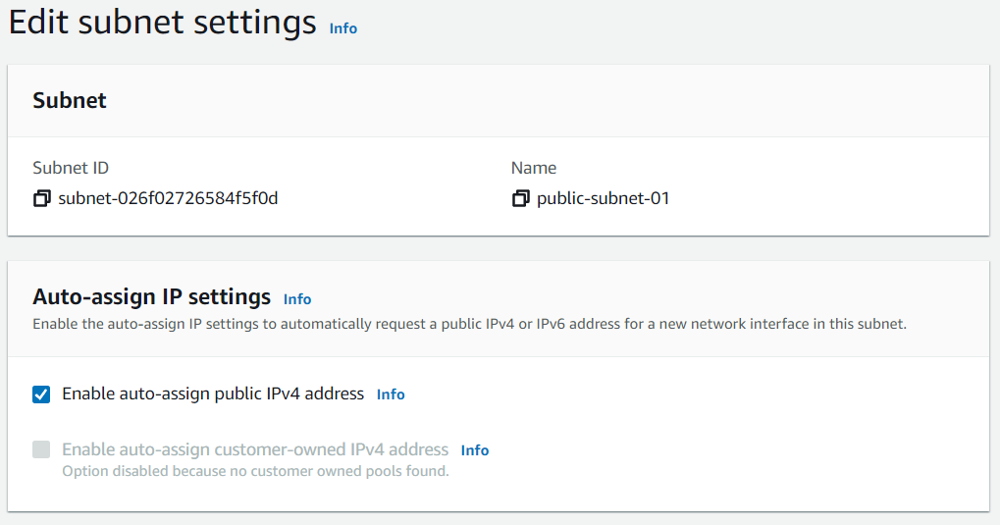 Edit subnet settings Info
Subnet
Subnet ID Name
subnet-026f02726584f5f0d public-subnet-01
Auto-assign IP settings Info
Enable the auto-assign IP settings to automatically request a public IPv4 or IPv6 address for a new network interface in this subnet.
Enable auto-assign public IPv4 address Info
Enable auto-assign customer-owned IPv4 address Info
Option disabled because no customer owned pools found.